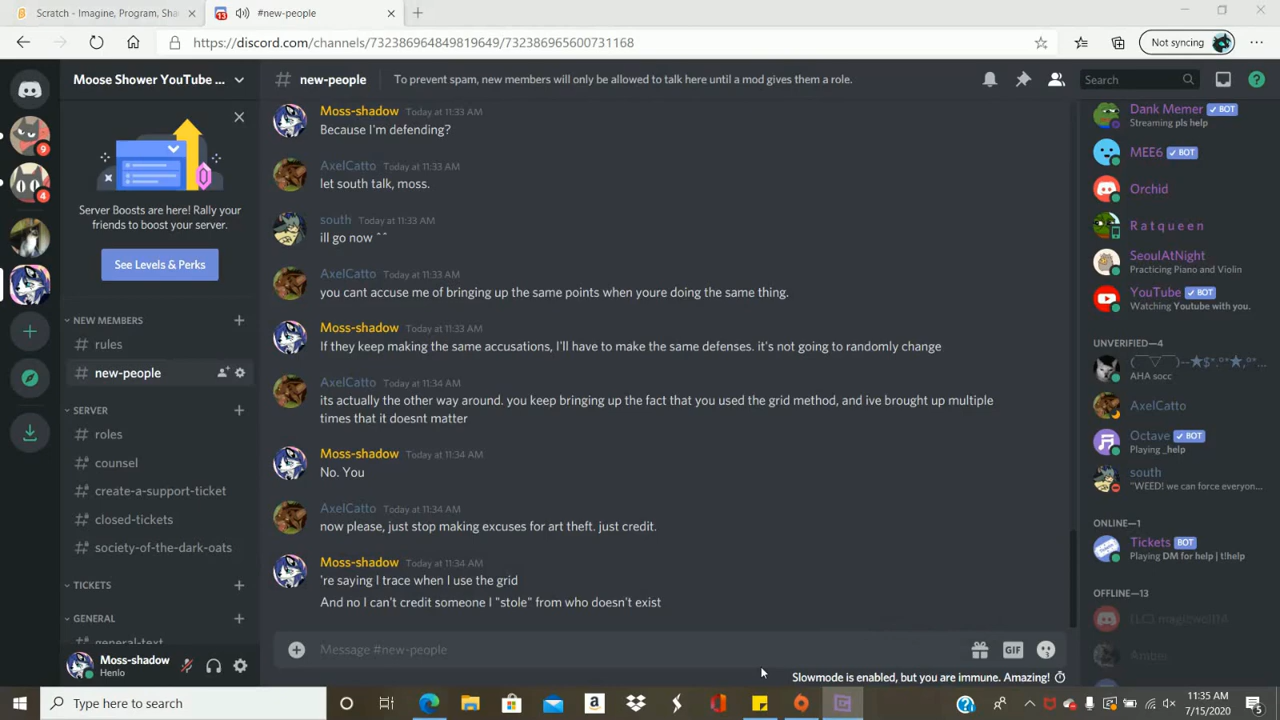 Scratch - Imagine, Program, Sha
13
#new-people
https://discord.com/channels/732386964849819649/732386965600731168
Not syncing
Moose Shower YouTube ...
# new-people
To prevent spam, new members will only be allowed to talk here until a mod gives them a role.
Search
9
4
Server Boosts are here! Rally your
friends to boost your server.
See Levels & Perks
NEW MEMBERS
# rules
# new-people
SERVER
# roles
# counsel
# create-a-support-ticket
# closed-tickets
# society-of-the-dark-oats
TICKETS
GENERAL
# general-text
Moss-shadow
Henlo
Moss-shadow Today at 11:33 AM
Because I'm defending?
AxelCatto Today at 11:33 AM
let south talk, moss.
south Today at 11:33 AM
ill go now ^^
AxelCatto Today at 11:33 AM
you cant accuse me of bringing up the same points when youre doing the same thing.
Moss-shadow Today at 11:33 AM
If they keep making the same accusations, I'll have to make the same defenses. it's not going to randomly change
AxelCatto Today at 11:34 AM
its actually the other way around. you keep bringing up the fact that you used the grid method, and ive brought up multiple
times that it doesnt matter
Moss-shadow Today at 11:34 AM
No. You
AxelCatto Today at 11:34 AM
now please, just stop making excuses for art theft. just credit.
Moss-shadow Today at 11:34 AM
're saying I trace when I use the grid
And no I can't credit someone I "stole" from who doesn't exist
Message #new-people
GIF
Slowmode is enabled, but you are immune. Amazing!
Dank Memer BOT
Streaming pls help
MEE6 BOT
Orchid
R a t q u e e n
SeoulAtNight
Practicing Piano and Violin
YouTube BOT
Watching Youtube with you.
UNVERIFIED—4
AHA socc
AxelCatto
Octave BOT
Playing _help
south
"WEED! we can force everyon...
ONLINE—1
Tickets BOT
Playing DM for help | t!help
OFFLINE—13
Amber
Type here to search
11:35 AM
7/15/2020
5